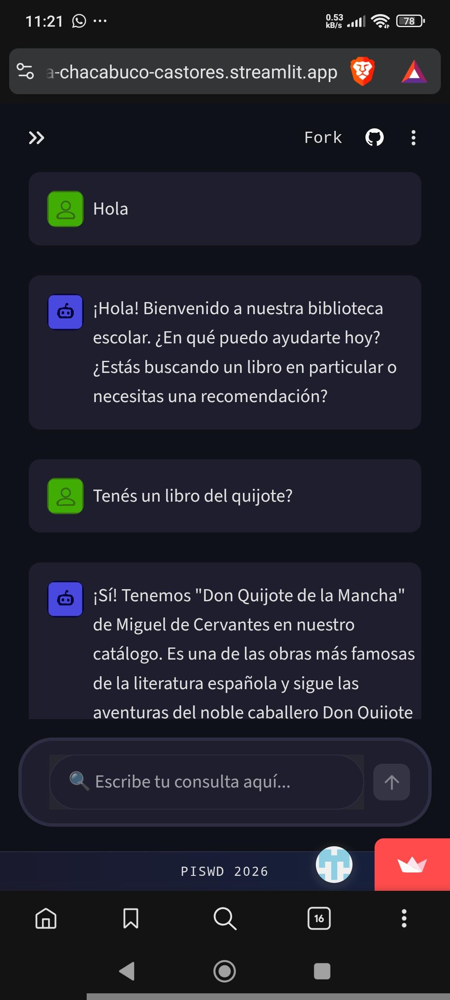 11:21
0.53
kB/s
78
a-chacabuco-castores.streamlit.app
Fork
Hola
¡Hola! Bienvenido a nuestra biblioteca
escolar. ¿En qué puedo ayudarte hoy?
¿Estás buscando un libro en particular o
necesitas una recomendación?
Tenés un libro del quijote?
¡Sí! Tenemos "Don Quijote de la Mancha"
de Miguel de Cervantes en nuestro
catálogo. Es una de las obras más famosas
de la literatura española y sigue las
aventuras del noble caballero Don Quijote
Escribe tu consulta aquí...
PISWD 2026
16